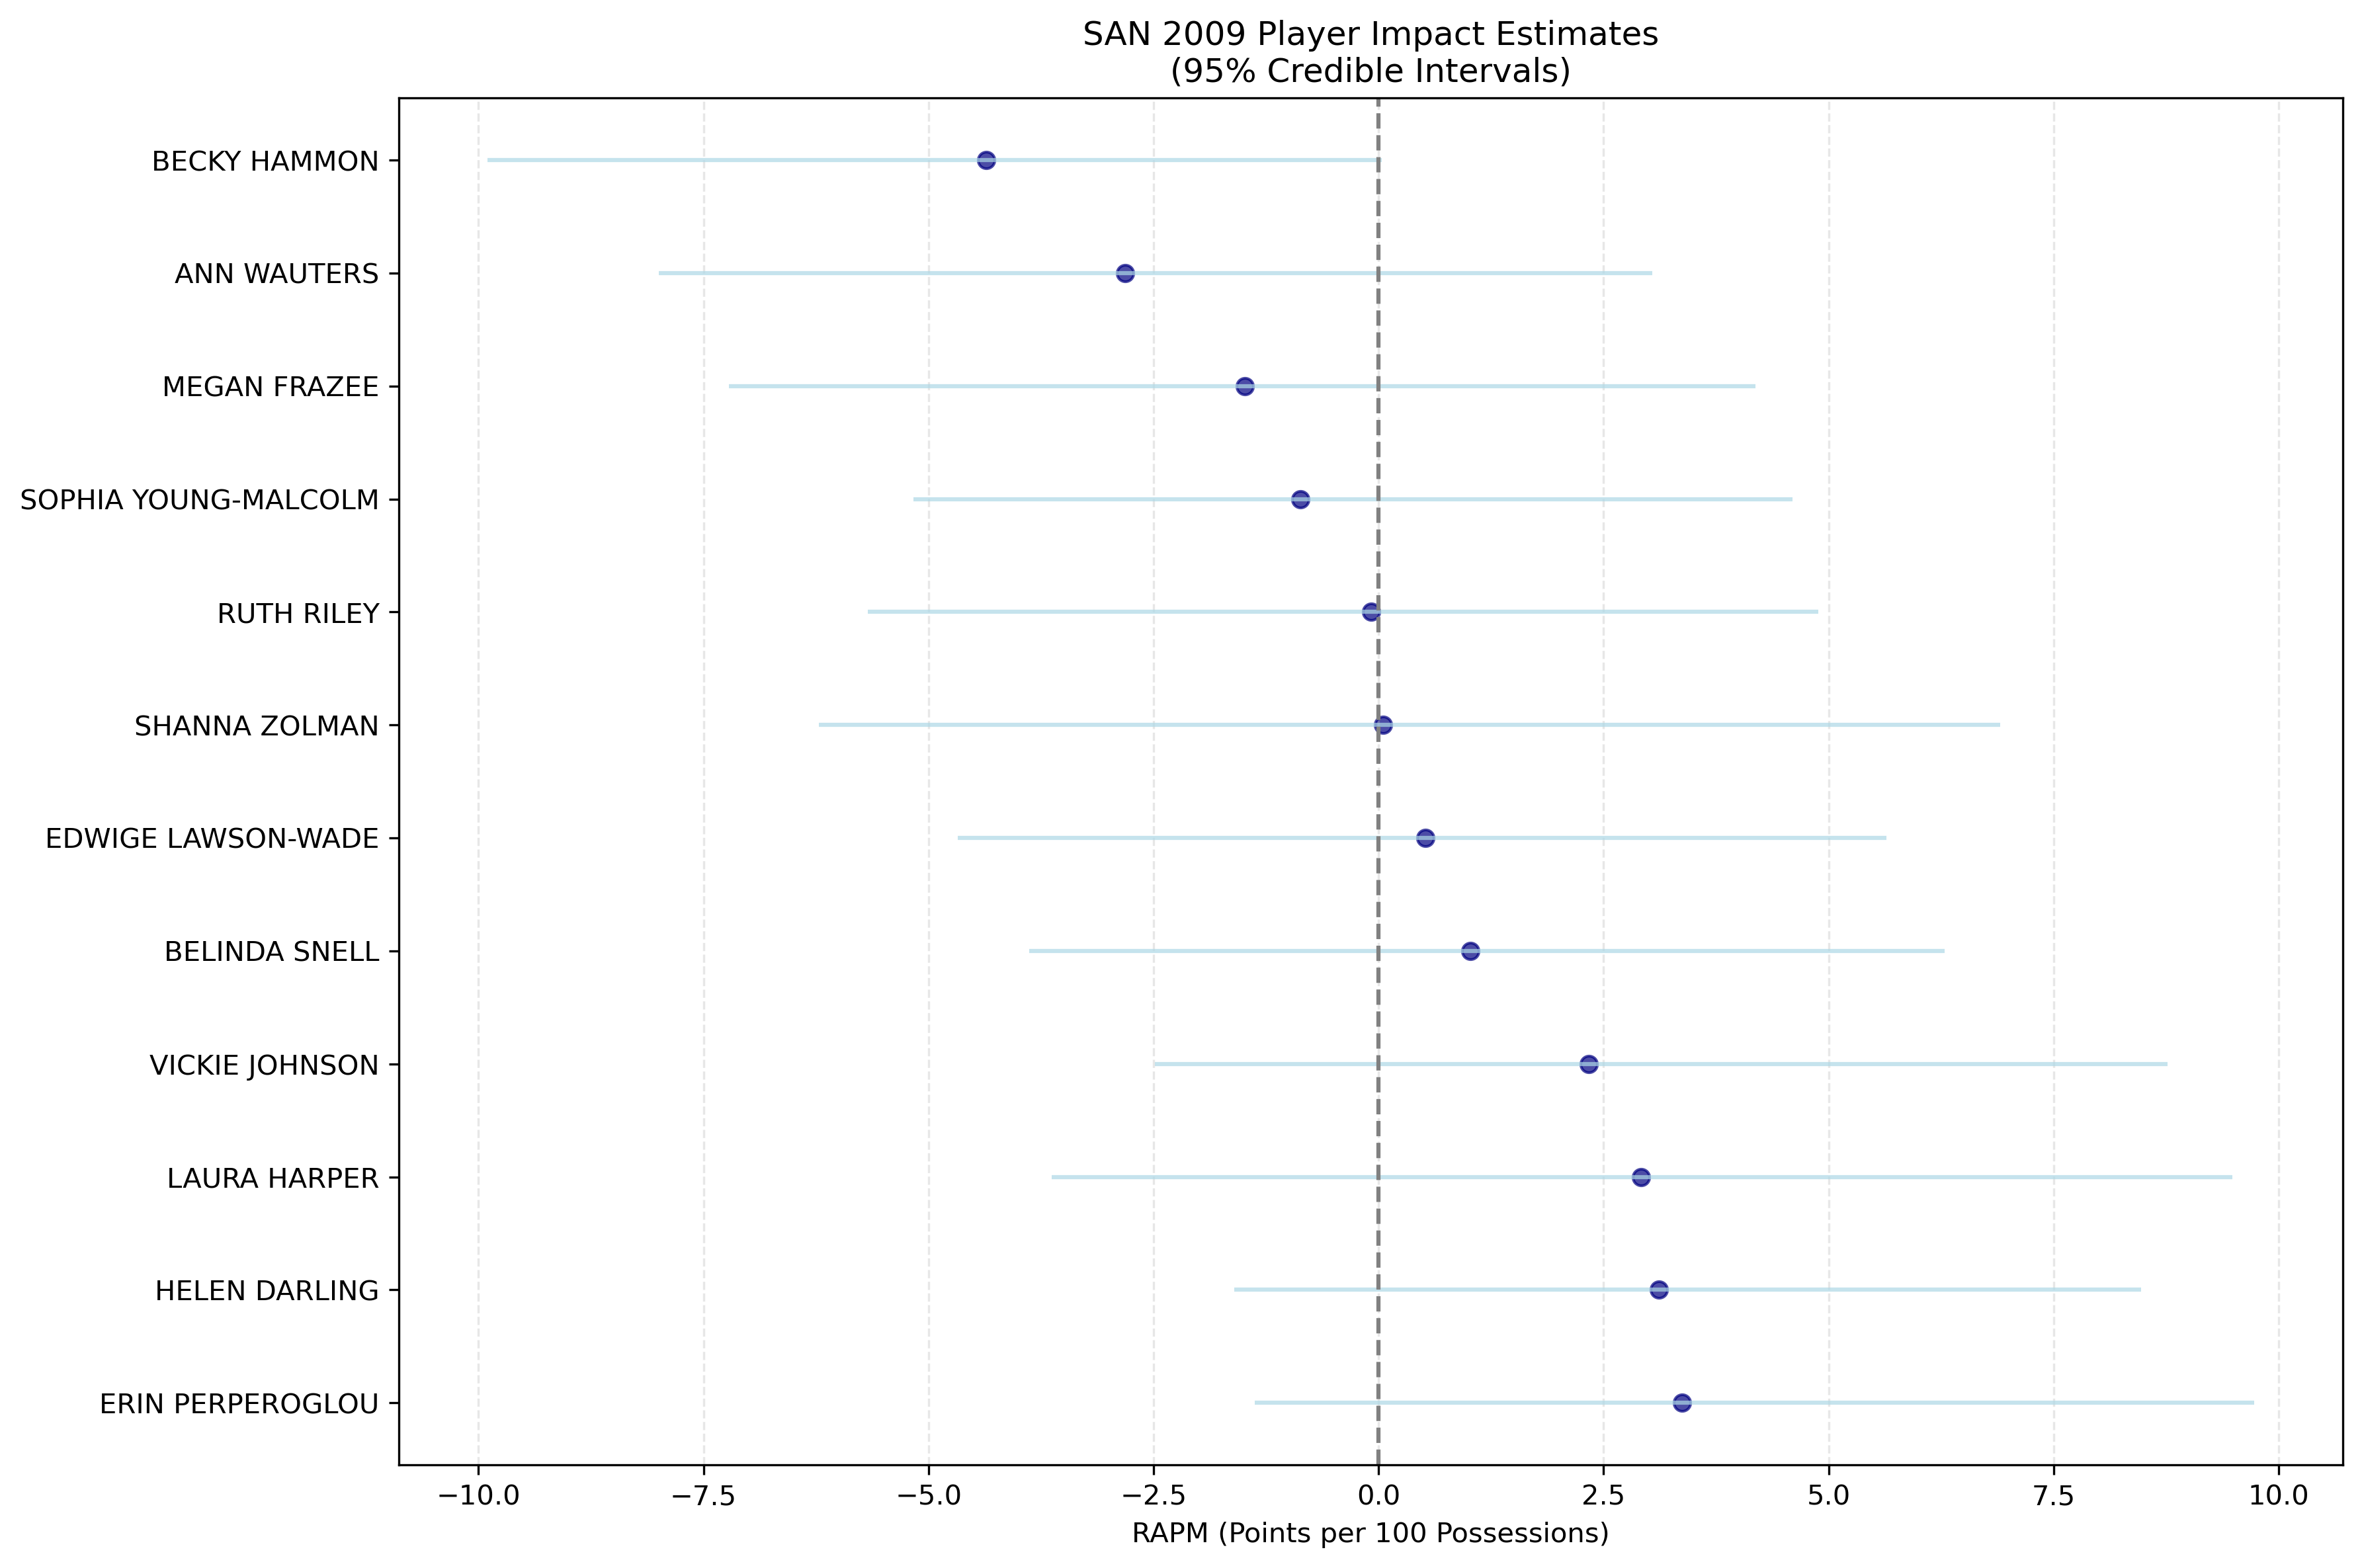 SAN 2009 Player Impact Estimates
(95% Credible Intervals)
BECKY HAMMON
ANN WAUTERS
MEGAN FRAZEE
SOPHIA YOUNG-MALCOLM
RUTH RILEY
SHANNA ZOLMAN
EDWIGE LAWSON-WADE
BELINDA SNELL
VICKIE JOHNSON
LAURA HARPER
HELEN DARLING
ERIN PERPEROGLOU
−10.0 −7.5 −5.0 −2.5 0.0 2.5 5.0 7.5 10.0
RAPM (Points per 100 Possessions)